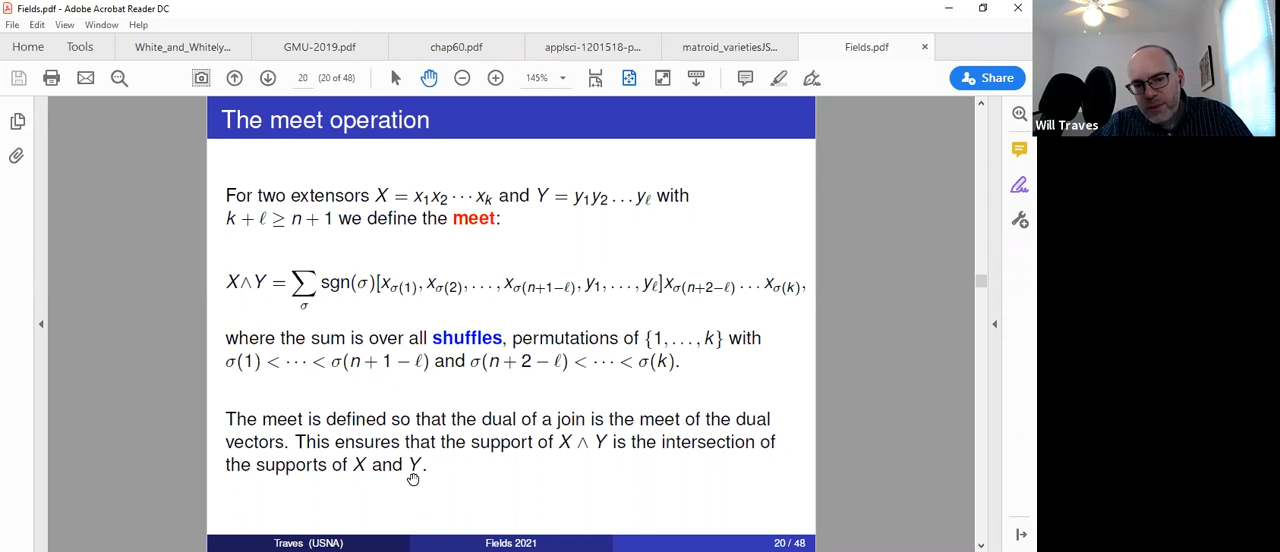 Fields.pdf - Adobe Acrobat Reader DC
File Edit View Window Help
Home Tools White_and_Whitely... GMU-2019.pdf chap60.pdf applsci-1201518-p... matroid_varietiesJS... Fields.pdf ×
20 (20 of 48) 145% Share
Will Traves
The meet operation
For two extensors X = x₁x₂ ⋯ xₖ and Y = y₁y₂ … yℓ with
k + ℓ ≥ n + 1 we define the meet:
X∧Y = ∑σ sgn(σ)[xσ(1), xσ(2), …, xσ(n+1−ℓ), y₁, …, yℓ]xσ(n+2−ℓ) … xσ(k),
where the sum is over all shuffles, permutations of {1, …, k} with
σ(1) < ⋯ < σ(n + 1 − ℓ) and σ(n + 2 − ℓ) < ⋯ < σ(k).
The meet is defined so that the dual of a join is the meet of the dual
vectors. This ensures that the support of X ∧ Y is the intersection of
the supports of X and Y.
Traves (USNA) Fields 2021 20 / 48